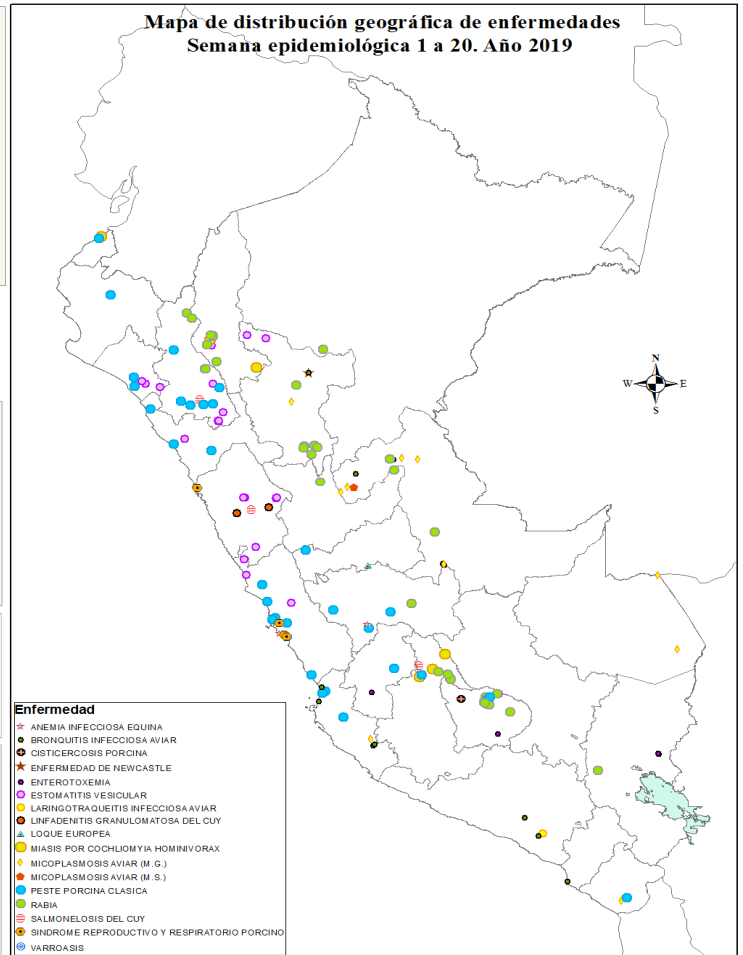 Mapa de distribución geográfica de enfermedades
Semana epidemiológica 1 a 20. Año 2019
N
W E
S
Enfermedad
ANEMIA INFECCIOSA EQUINA
BRONQUITIS INFECCIOSA AVIAR
CISTICERCOSIS PORCINA
ENFERMEDAD DE NEWCASTLE
ENTEROTOXEMIA
ESTOMATITIS VESICULAR
LARINGOTRAQUEITIS INFECCIOSA AVIAR
LINFADENITIS GRANULOMATOSA DEL CUY
LOQUE EUROPEA
MIASIS POR COCHLIOMYIA HOMINIVORAX
MICOPLASMOSIS AVIAR (M.G.)
MICOPLASMOSIS AVIAR (M.S.)
PESTE PORCINA CLASICA
RABIA
SALMONELOSIS DEL CUY
SINDROME REPRODUCTIVO Y RESPIRATORIO PORCINO
VARROASIS